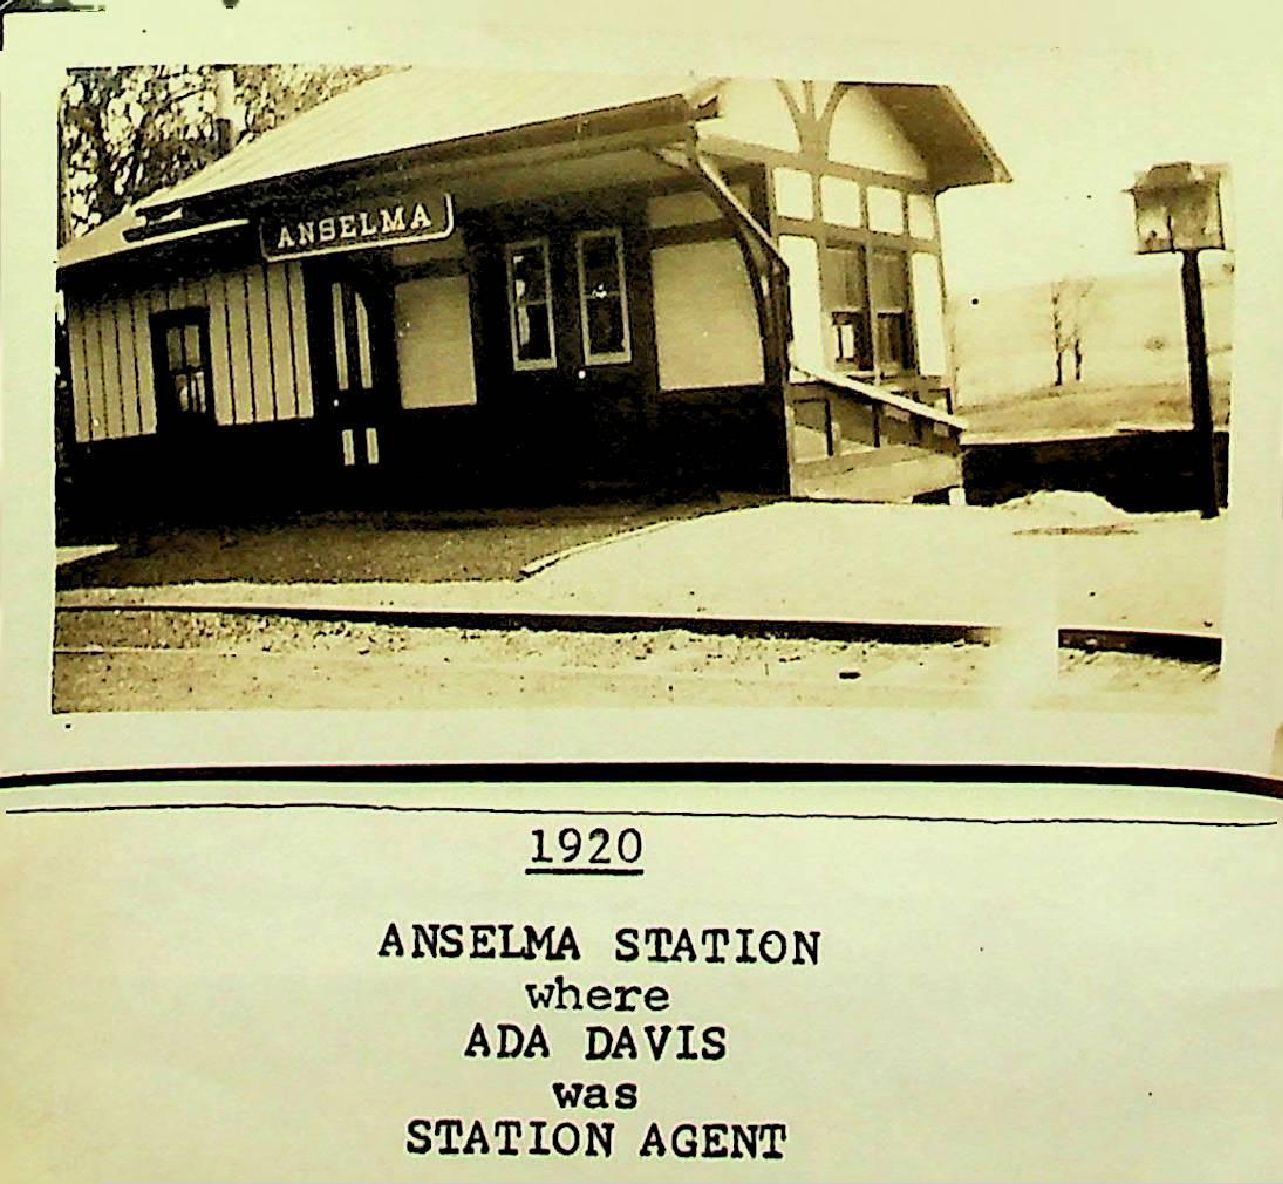 ANSELMA
1920
ANSELMA STATION
where
ADA DAVIS
was
STATION AGENT